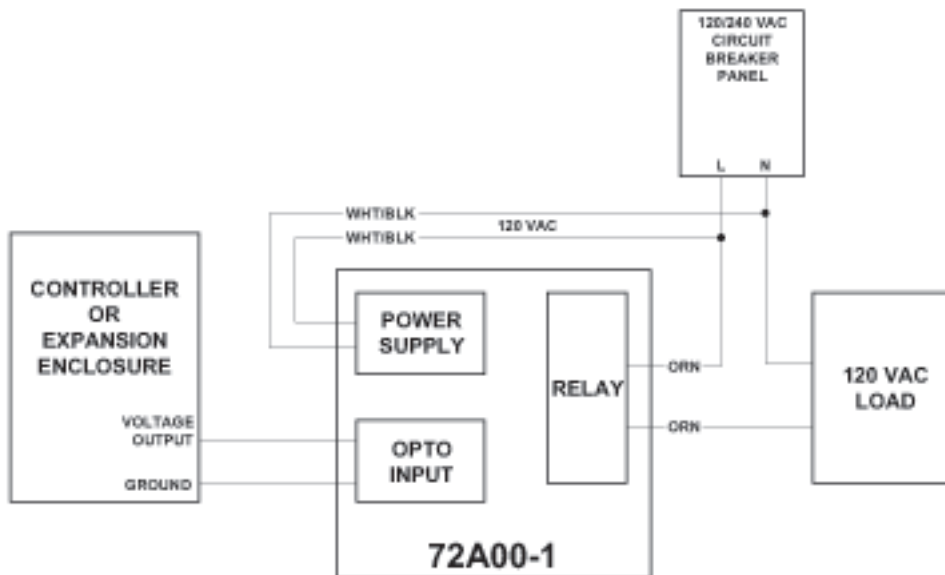 120/240 VAC
CIRCUIT
BREAKER
PANEL
L N
WHT/BLK
120 VAC
WHT/BLK
CONTROLLER
OR
EXPANSION
ENCLOSURE
VOLTAGE
OUTPUT
GROUND
POWER
SUPPLY
OPTO
INPUT
RELAY
ORN
ORN
120 VAC
LOAD
72A00-1